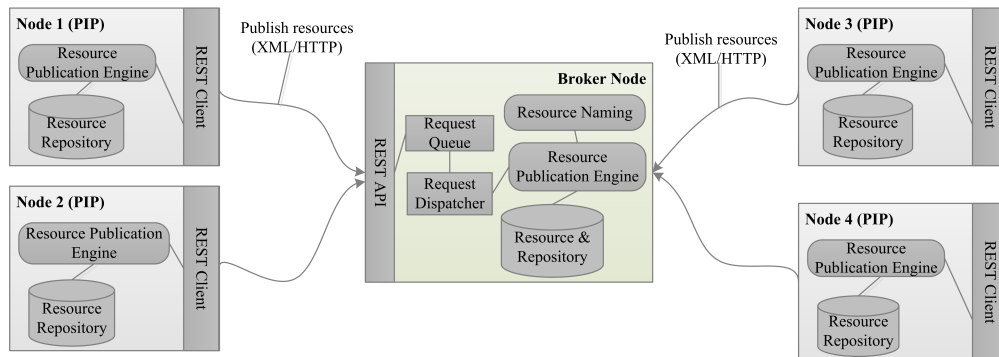 Node 1 (PIP)
Resource
Publication Engine
Resource
Repository
REST Client
Publish resources
(XML/HTTP)
Node 2 (PIP)
Resource Publication
Engine
Resource
Repository
REST Client
Broker Node
REST API
Request
Queue
Request
Dispatcher
Resource Naming
Resource
Publication Engine
Resource &
Repository
Publish resources
(XML/HTTP)
Node 3 (PIP)
Resource
Publication Engine
Resource
Repository
REST Client
Node 4 (PIP)
Resource
Publication Engine
Resource
Repository
REST Client